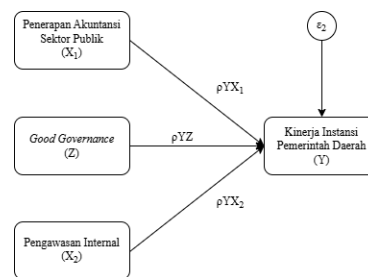 Penerapan Akuntansi
Sektor Publik
(X₁)
ε₂
ρYX₁
Good Governance
(Z)
ρYZ
Kinerja Instansi
Pemerintah Daerah
(Y)
ρYX₂
Pengawasan Internal
(X₂)